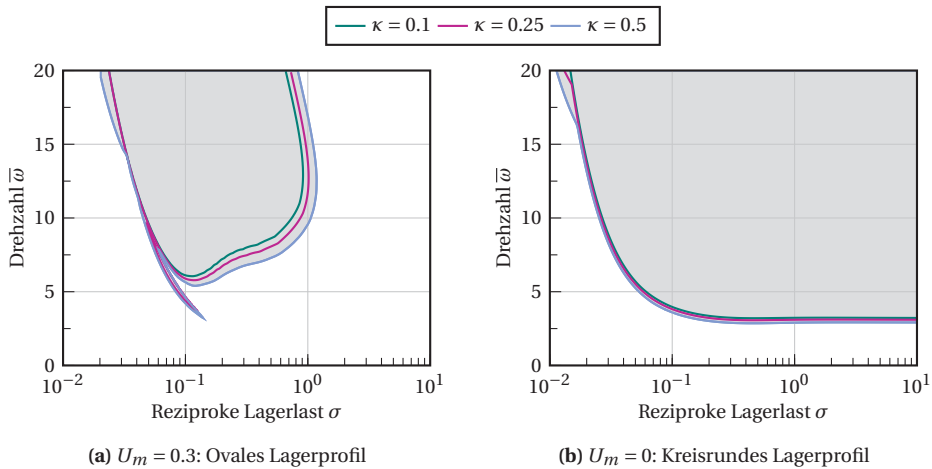 κ = 0.1 κ = 0.25 κ = 0.5
20
15
10
5
0
Drehzahl ω̅
10⁻² 10⁻¹ 10⁰ 10¹
Reziproke Lagerlast σ
(a) Uₘ = 0.3: Ovales Lagerprofil
20
15
10
5
0
Drehzahl ω̅
10⁻² 10⁻¹ 10⁰ 10¹
Reziproke Lagerlast σ
(b) Uₘ = 0: Kreisrundes Lagerprofil